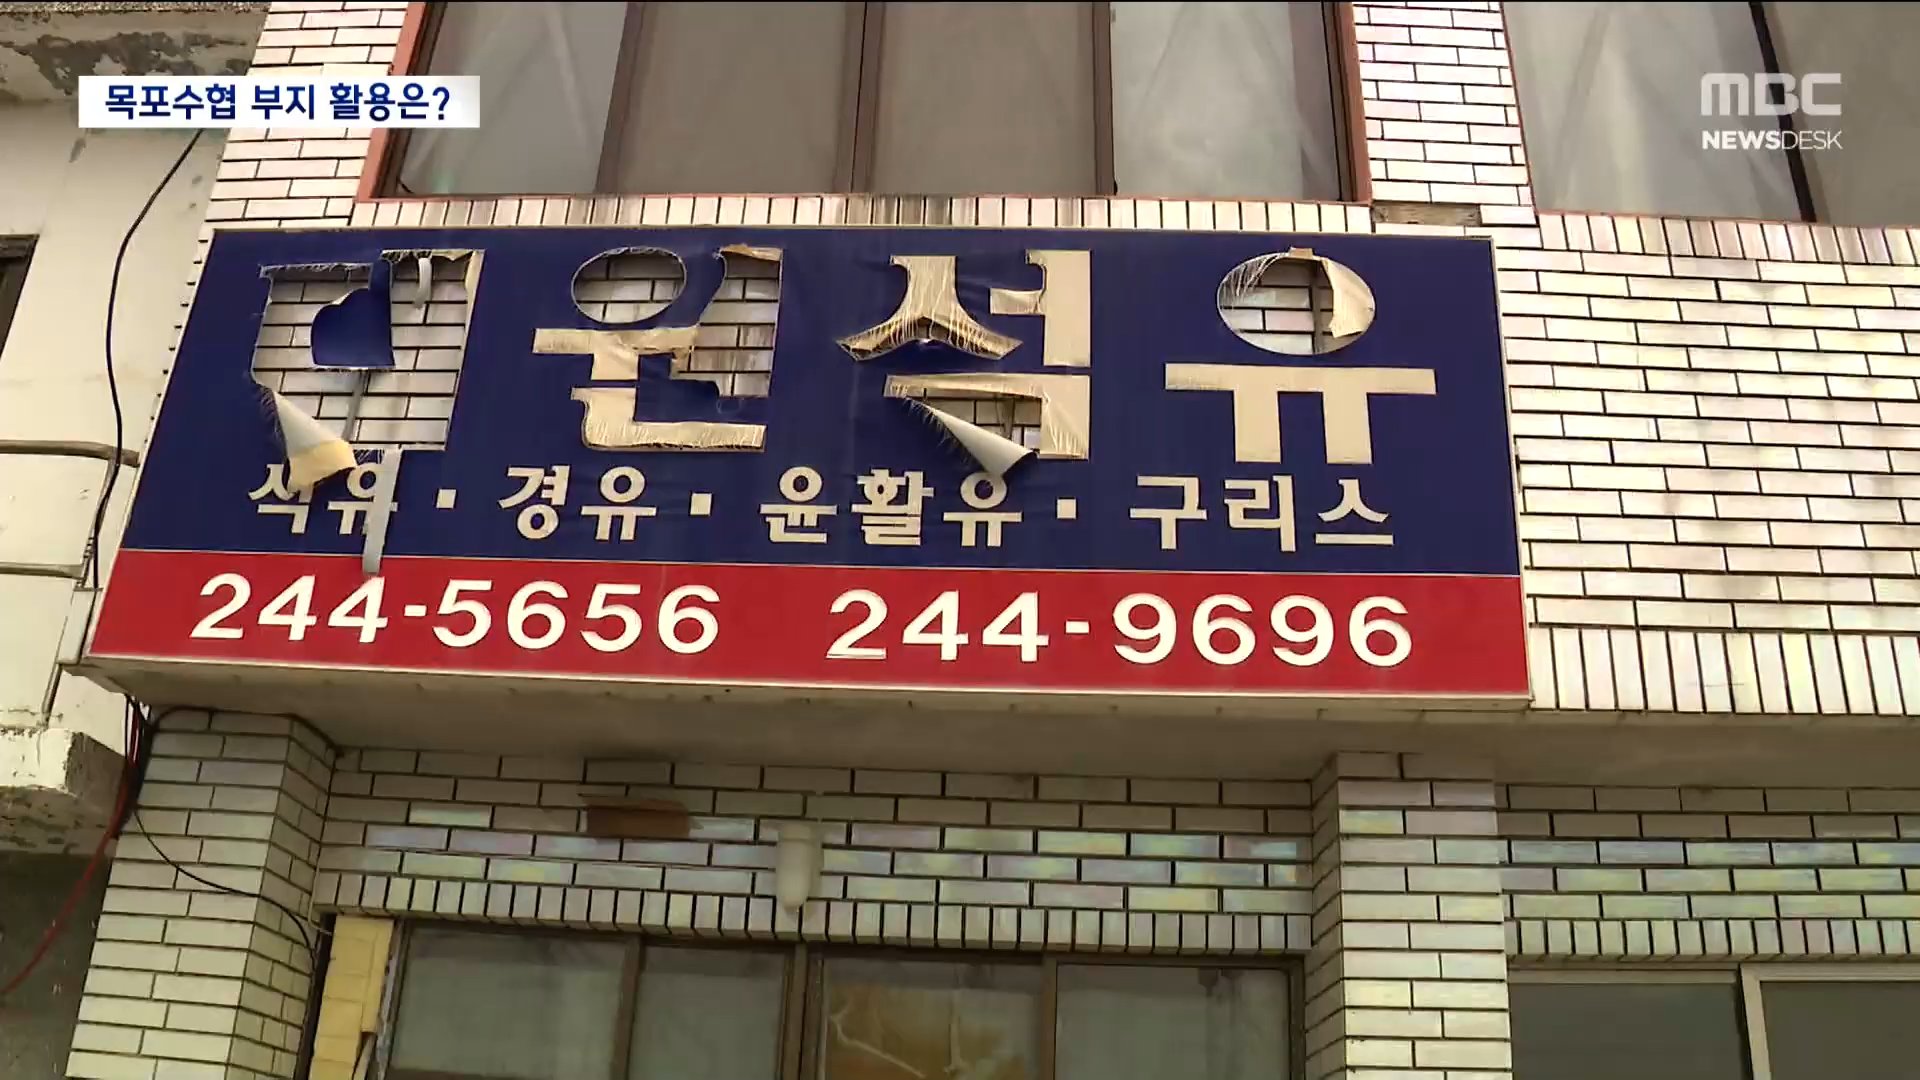 목포수협 부지 활용은?
MBC
NEWSDESK
대원석유
석유 · 경유 · 윤활유 · 구리스
244-5656 244-9696